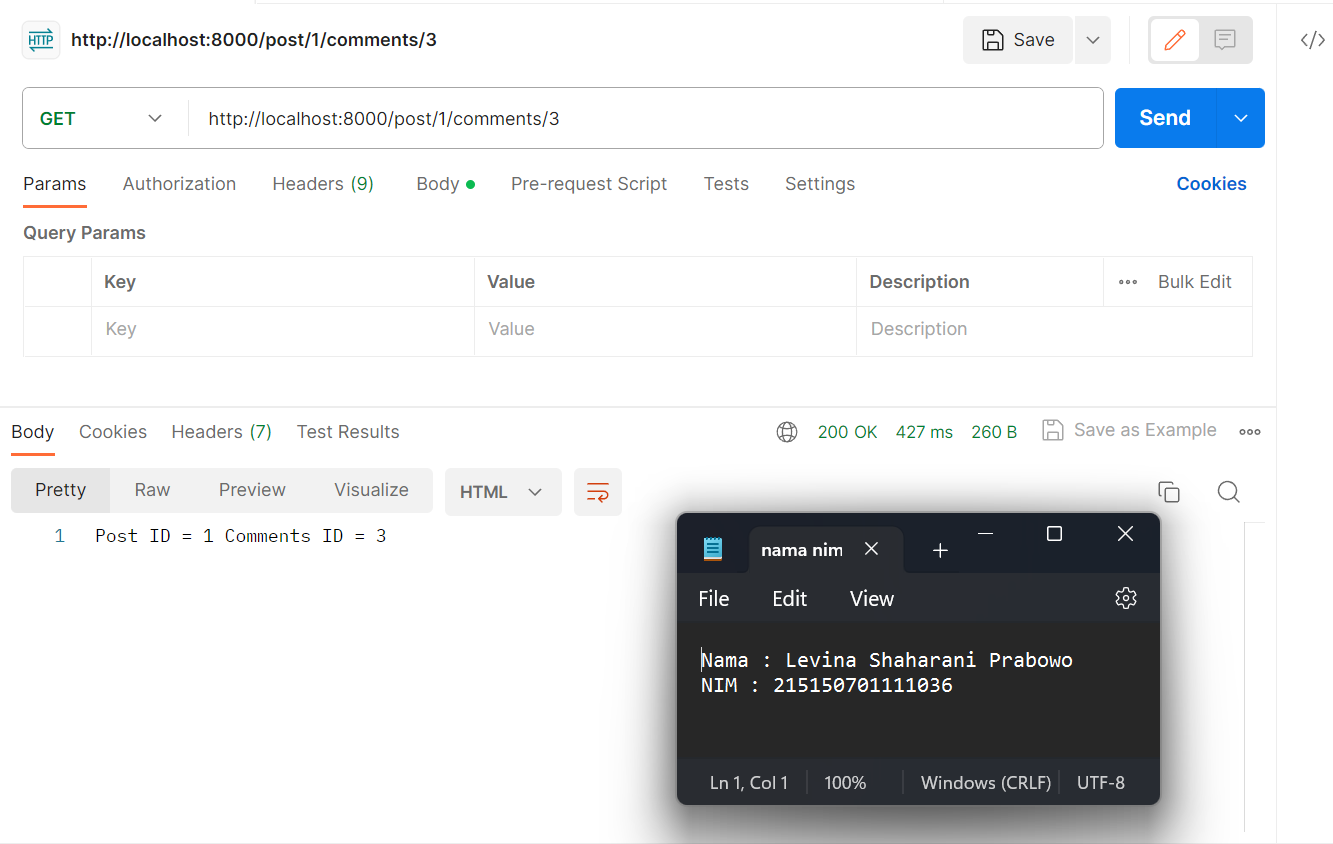 HTTP http://localhost:8000/post/1/comments/3 Save
GET http://localhost:8000/post/1/comments/3 Send
Params Authorization Headers (9) Body Pre-request Script Tests Settings Cookies
Query Params
Key Value Description Bulk Edit
Key Value Description
Body Cookies Headers (7) Test Results 200 OK 427 ms 260 B Save as Example
Pretty Raw Preview Visualize HTML
1 Post ID = 1 Comments ID = 3
nama nim
File Edit View
Nama : Levina Shaharani Prabowo
NIM : 215150701111036
Ln 1, Col 1 100% Windows (CRLF) UTF-8